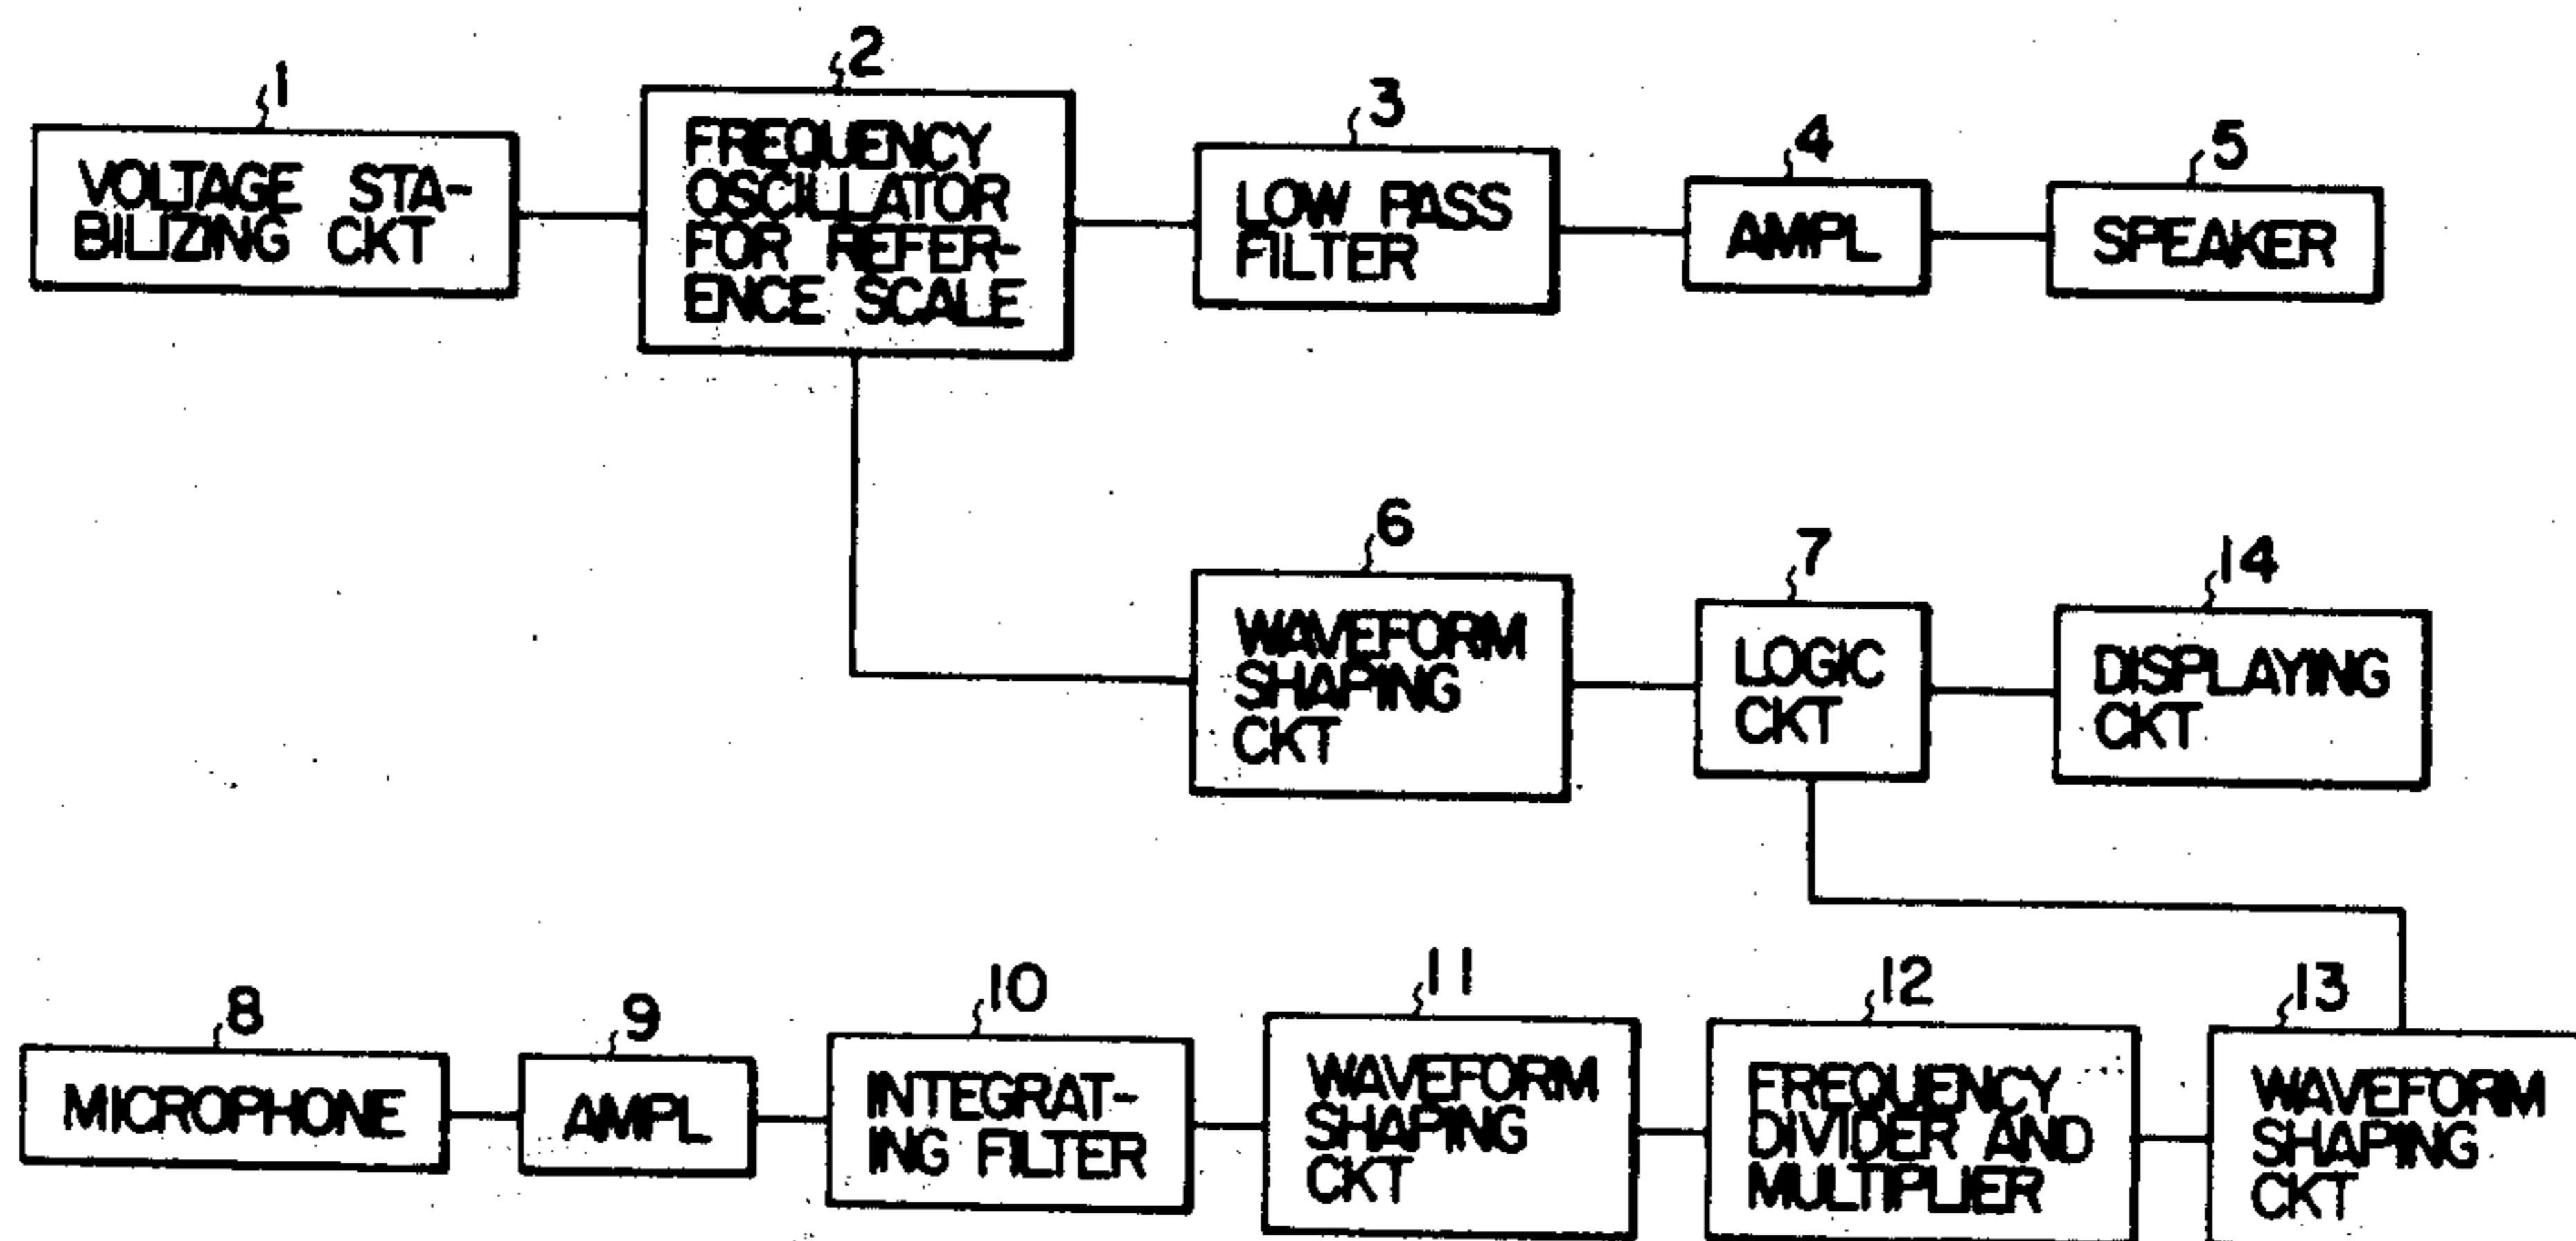 1
VOLTAGE STA-
BILIZING CKT
2
FREQUENCY
OSCILLATOR
FOR REFER-
ENCE SCALE
3
LOW PASS
FILTER
4
AMPL
5
SPEAKER
6
WAVEFORM
SHAPING
CKT
7
LOGIC
CKT
14
DISPLAYING
CKT
8
MICROPHONE
9
AMPL
10
INTEGRAT-
ING FILTER
11
WAVEFORM
SHAPING
CKT
12
FREQUENCY
DIVIDER AND
MULTIPLIER
13
WAVEFORM
SHAPING
CKT